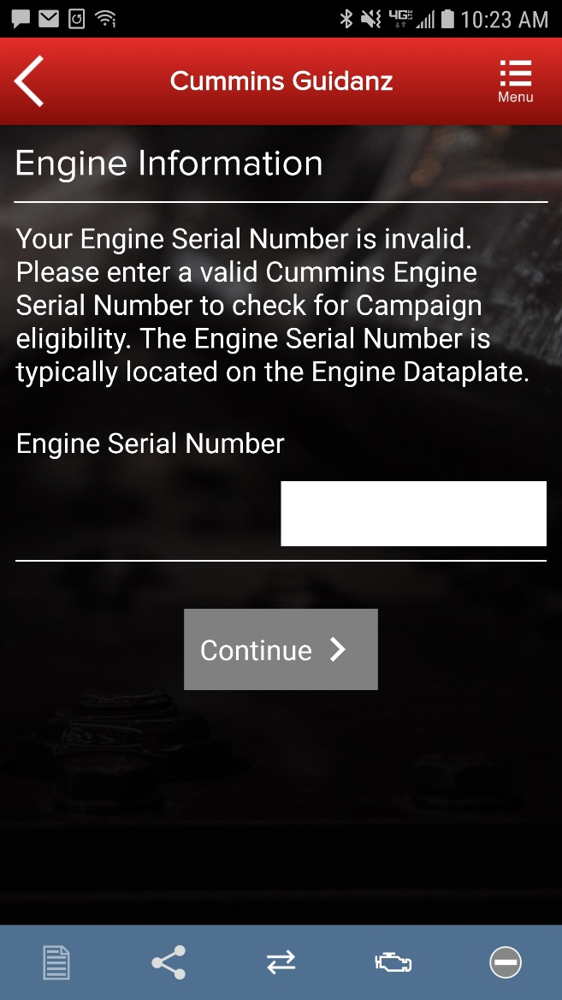 10:23 AM
4G LTE
Cummins Guidanz
Menu
Engine Information
Your Engine Serial Number is invalid.
Please enter a valid Cummins Engine
Serial Number to check for Campaign
eligibility. The Engine Serial Number is
typically located on the Engine Dataplate.
Engine Serial Number
Continue